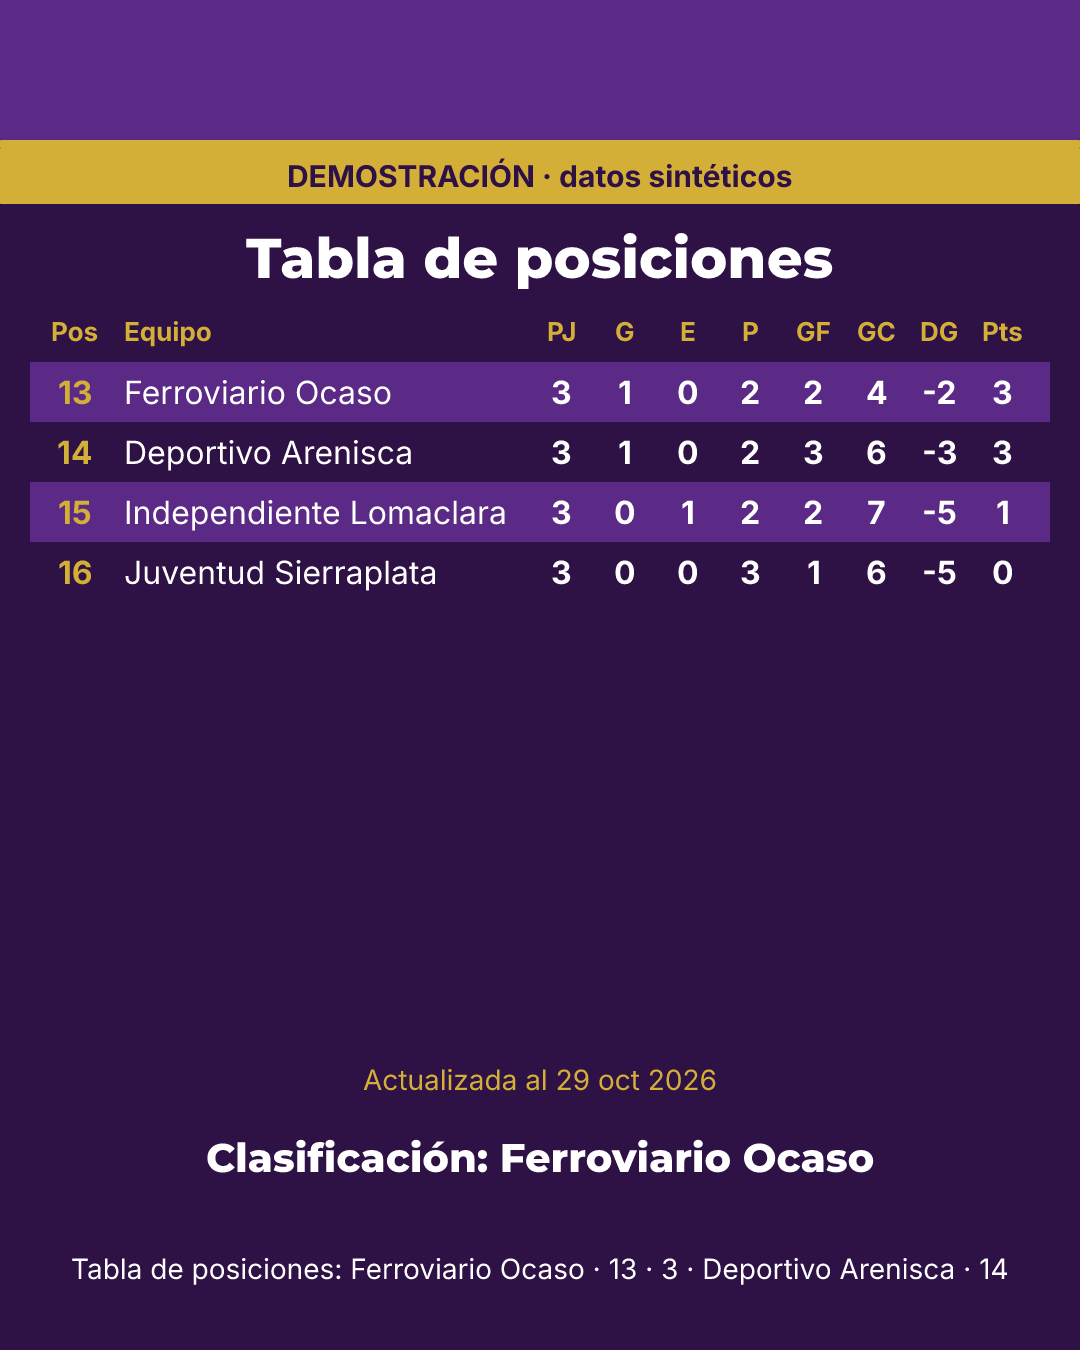 DEMOSTRACIÓN · datos sintéticos
Tabla de posiciones
Pos Equipo PJ G E P GF GC DG Pts
13 Ferroviario Ocaso 3 1 0 2 2 4 -2 3
14 Deportivo Arenisca 3 1 0 2 3 6 -3 3
15 Independiente Lomaclara 3 0 1 2 2 7 -5 1
16 Juventud Sierraplata 3 0 0 3 1 6 -5 0
Actualizada al 29 oct 2026
Clasificación: Ferroviario Ocaso
Tabla de posiciones: Ferroviario Ocaso · 13 · 3 · Deportivo Arenisca · 14